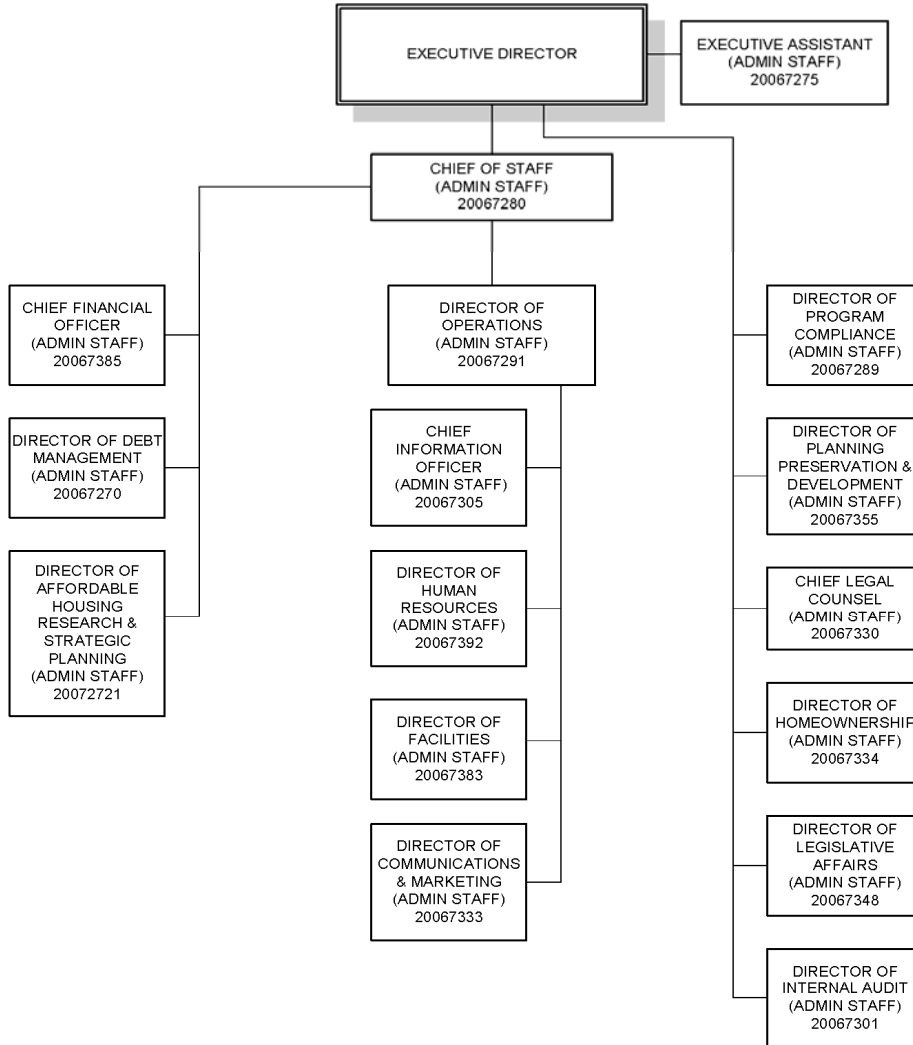 EXECUTIVE DIRECTOR
EXECUTIVE ASSISTANT
(ADMIN STAFF)
20067275
CHIEF OF STAFF
(ADMIN STAFF)
20067280
CHIEF FINANCIAL
OFFICER
(ADMIN STAFF)
20067385
DIRECTOR OF DEBT
MANAGEMENT
(ADMIN STAFF)
20067270
DIRECTOR OF
AFFORDABLE
HOUSING
RESEARCH &
STRATEGIC
PLANNING
(ADMIN STAFF)
20072721
DIRECTOR OF
OPERATIONS
(ADMIN STAFF)
20067291
CHIEF
INFORMATION
OFFICER
(ADMIN STAFF)
20067305
DIRECTOR OF
HUMAN
RESOURCES
(ADMIN STAFF)
20067392
DIRECTOR OF
FACILITIES
(ADMIN STAFF)
20067383
DIRECTOR OF
COMMUNICATIONS
& MARKETING
(ADMIN STAFF)
20067333
DIRECTOR OF
PROGRAM
COMPLIANCE
(ADMIN STAFF)
20067289
DIRECTOR OF
PLANNING
PRESERVATION &
DEVELOPMENT
(ADMIN STAFF)
20067355
CHIEF LEGAL
COUNSEL
(ADMIN STAFF)
20067330
DIRECTOR OF
HOMEOWNERSHIP
(ADMIN STAFF)
20067334
DIRECTOR OF
LEGISLATIVE
AFFAIRS
(ADMIN STAFF)
20067348
DIRECTOR OF
INTERNAL AUDIT
(ADMIN STAFF)
20067301